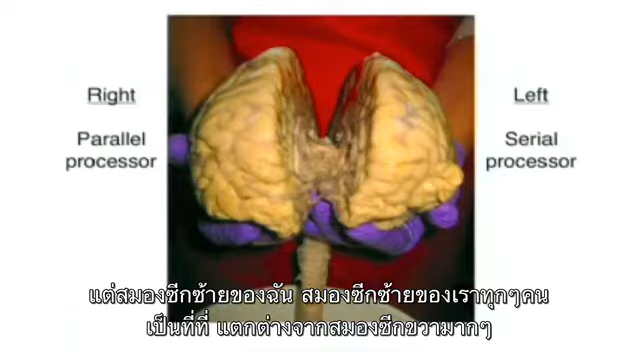 Right
Parallel
processor
Left
Serial
processor
แต่สมองซีกซ้ายของฉัน สมองซีกซ้ายของเราทุกๆคน
เป็นที่ที่ แตกต่างจากสมองซีกขวามากๆ